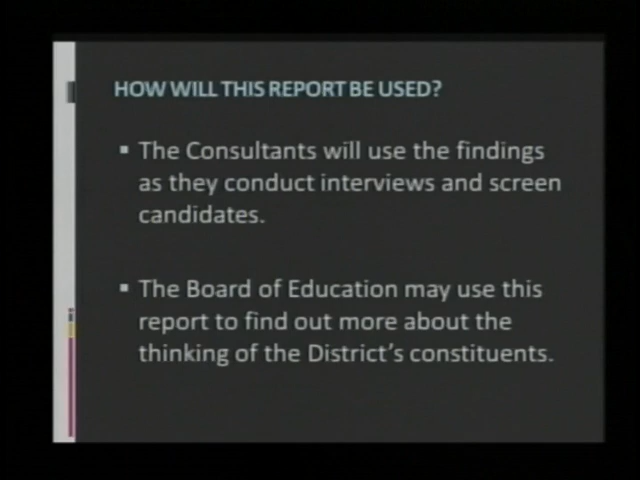 HOW WILL THIS REPORT BE USED?
▪ The Consultants will use the findings
as they conduct interviews and screen
candidates.
▪ The Board of Education may use this
report to find out more about the
thinking of the District's constituents.